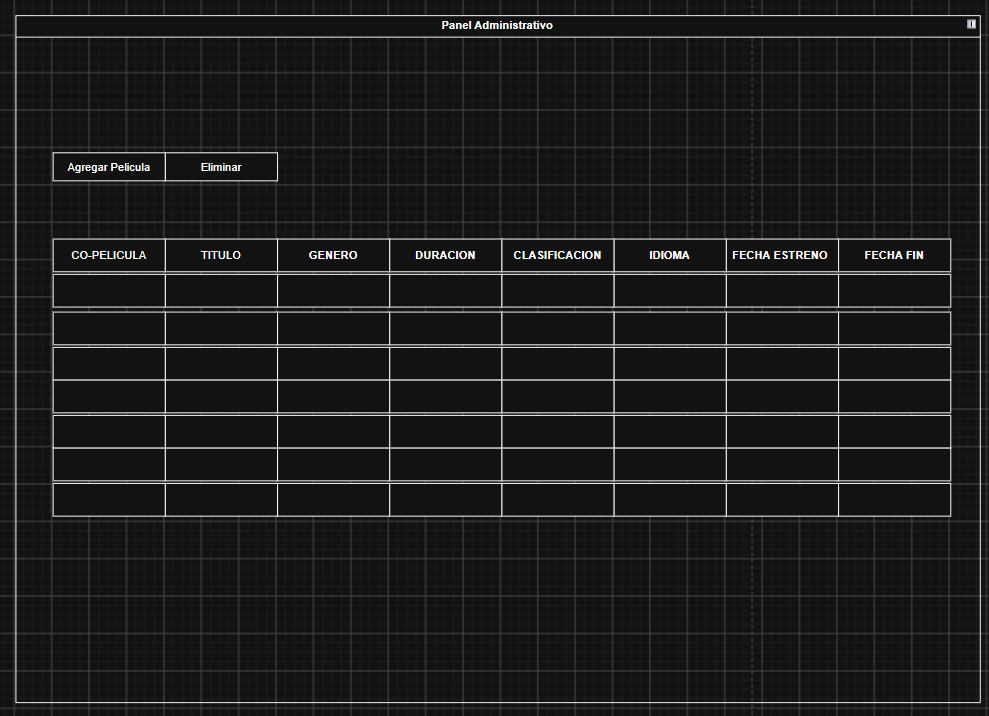 Panel Administrativo
Agregar Pelicula
Eliminar
CO-PELICULA
TITULO
GENERO
DURACION
CLASIFICACION
IDIOMA
FECHA ESTRENO
FECHA FIN